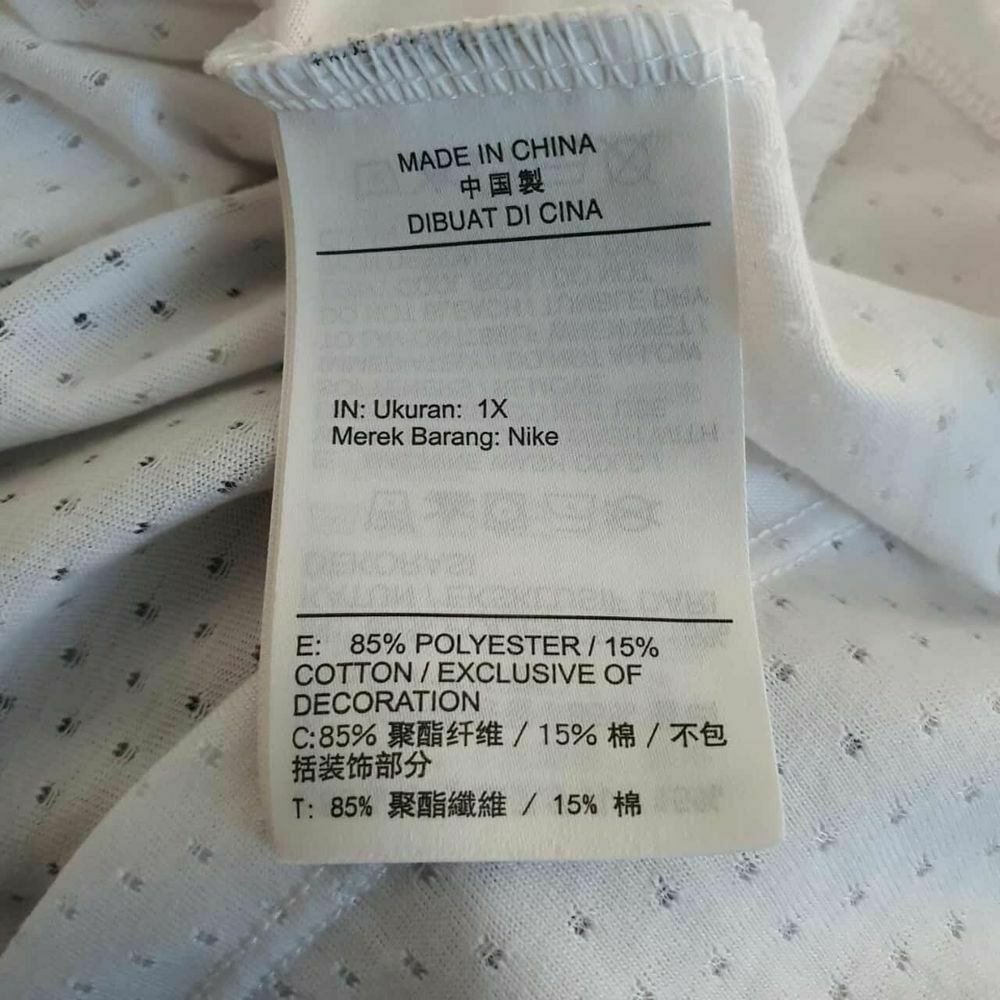 MADE IN CHINA
中国製
DIBUAT DI CINA
IN: Ukuran: 1X
Merek Barang: Nike
E: 85% POLYESTER / 15%
COTTON / EXCLUSIVE OF
DECORATION
C:85% 聚酯纤维 / 15% 棉 / 不包
括装饰部分
T: 85% 聚酯纖維 / 15% 棉